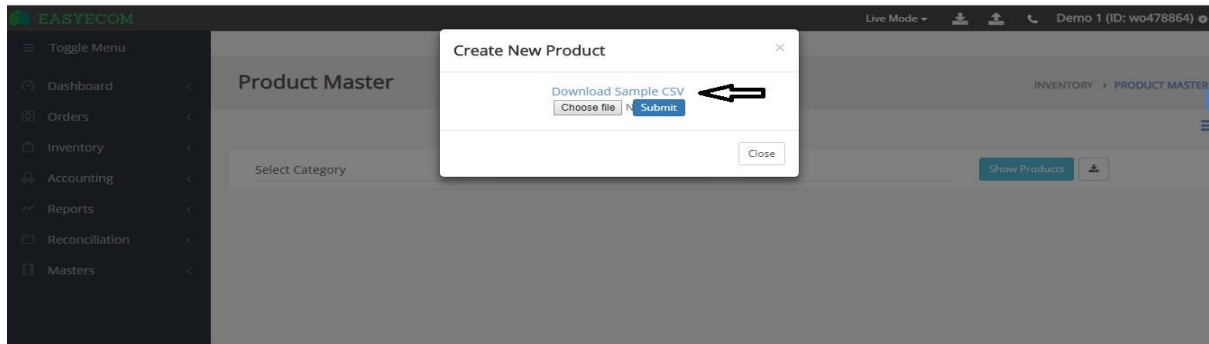 EASYECOM
Live Mode
Demo 1 (ID: wo478864)
Toggle Menu
Create New Product
×
Dashboard
Product Master
Download Sample CSV
INVENTORY > PRODUCT MASTER
Choose file N Submit
Orders
Inventory
Close
Select Category
Show Products
Accounting
Reports
Reconciliation
Masters